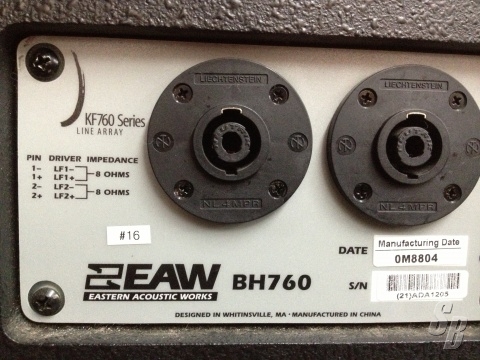 KF760 Series
LINE ARRAY
PIN DRIVER IMPEDANCE
1- LF1-
1+ LF1+
8 OHMS
2- LF2-
2+ LF2+
8 OHMS
#16
LIECHTENSTEIN
NEUTRIK
NL4MPR
LIECHTENSTEIN
NL4MPR
EAW
EASTERN ACOUSTIC WORKS
BH760
DATE
Manufacturing Date
0M8804
S/N
(21)ADA1205
DESIGNED IN WHITINSVILLE, MA • MANUFACTURED IN CHINA